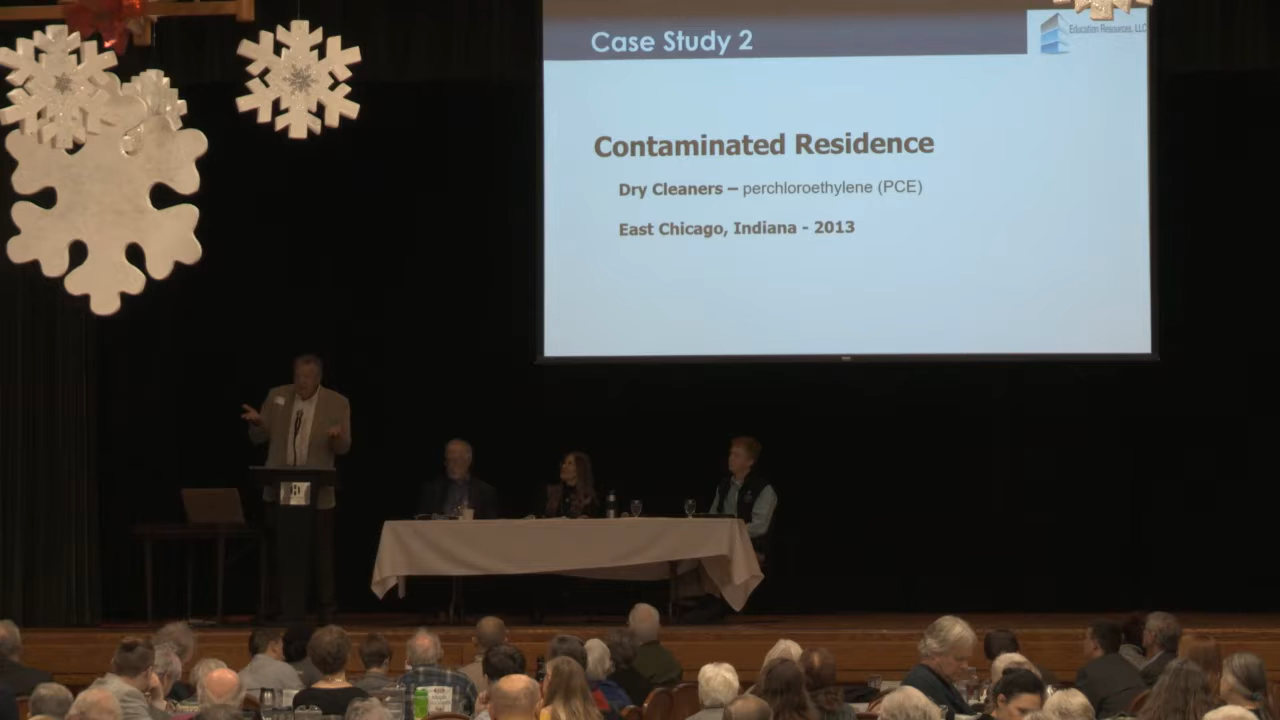 Case Study 2
Education Resources, LLC
Contaminated Residence
Dry Cleaners – perchloroethylene (PCE)
East Chicago, Indiana - 2013